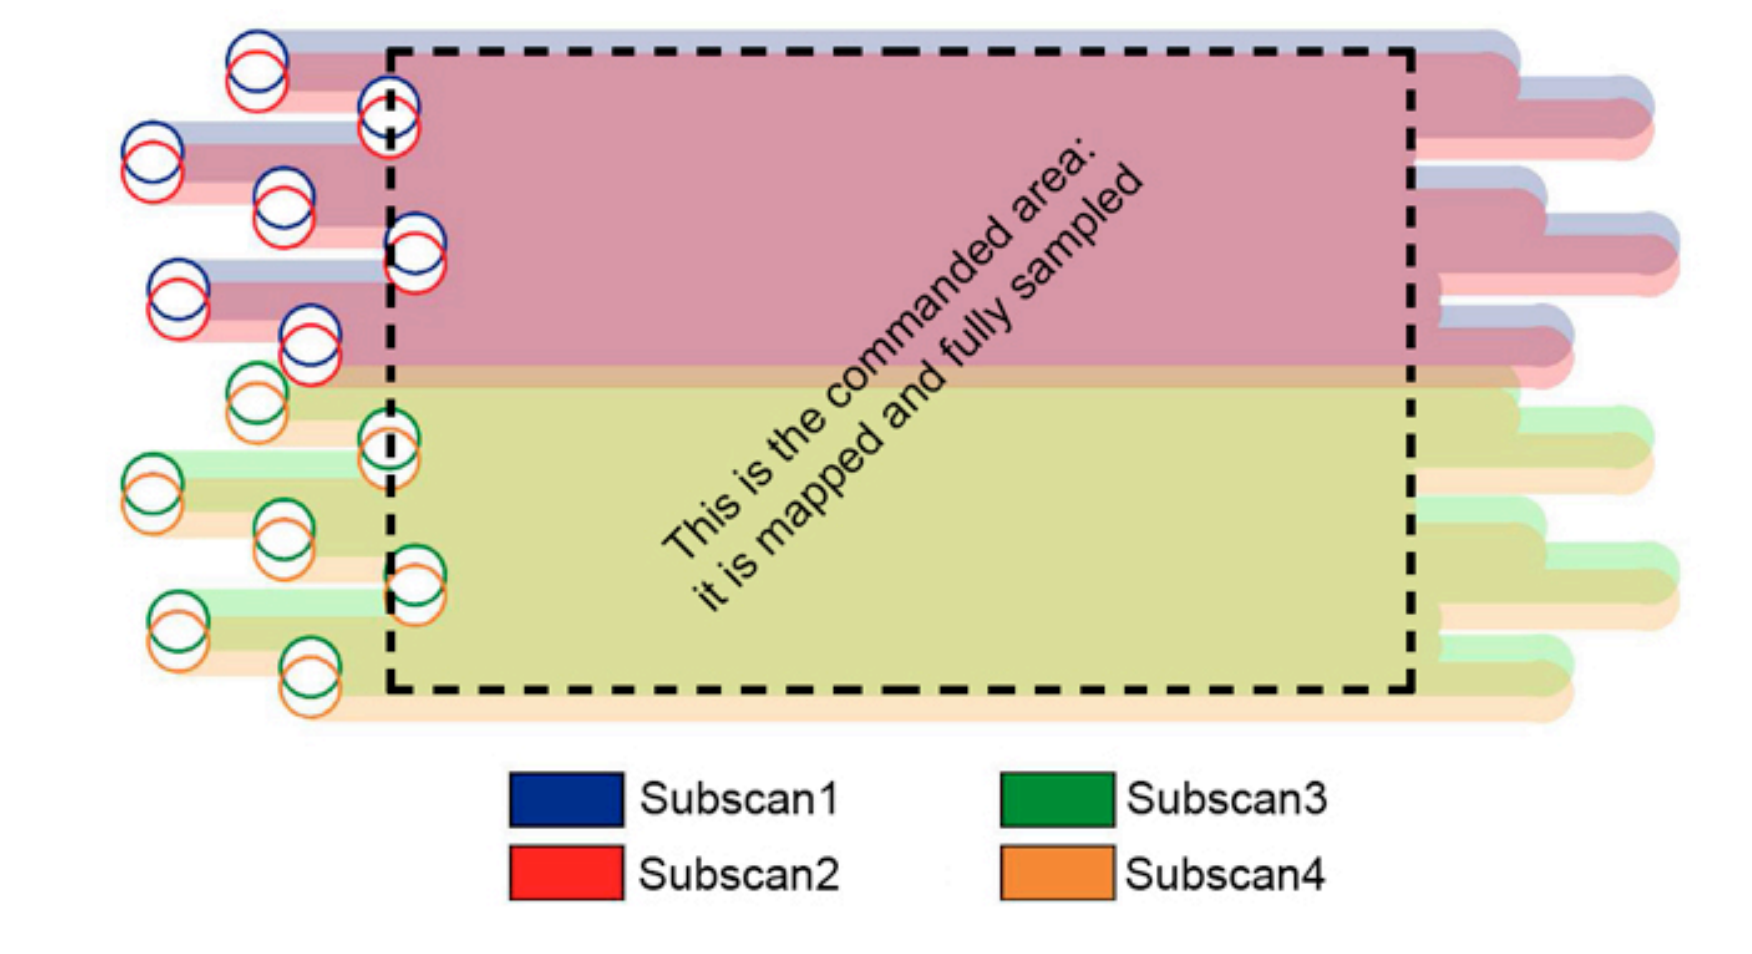 This is the commanded area:
it is mapped and fully sampled
Subscan1
Subscan3
Subscan2
Subscan4